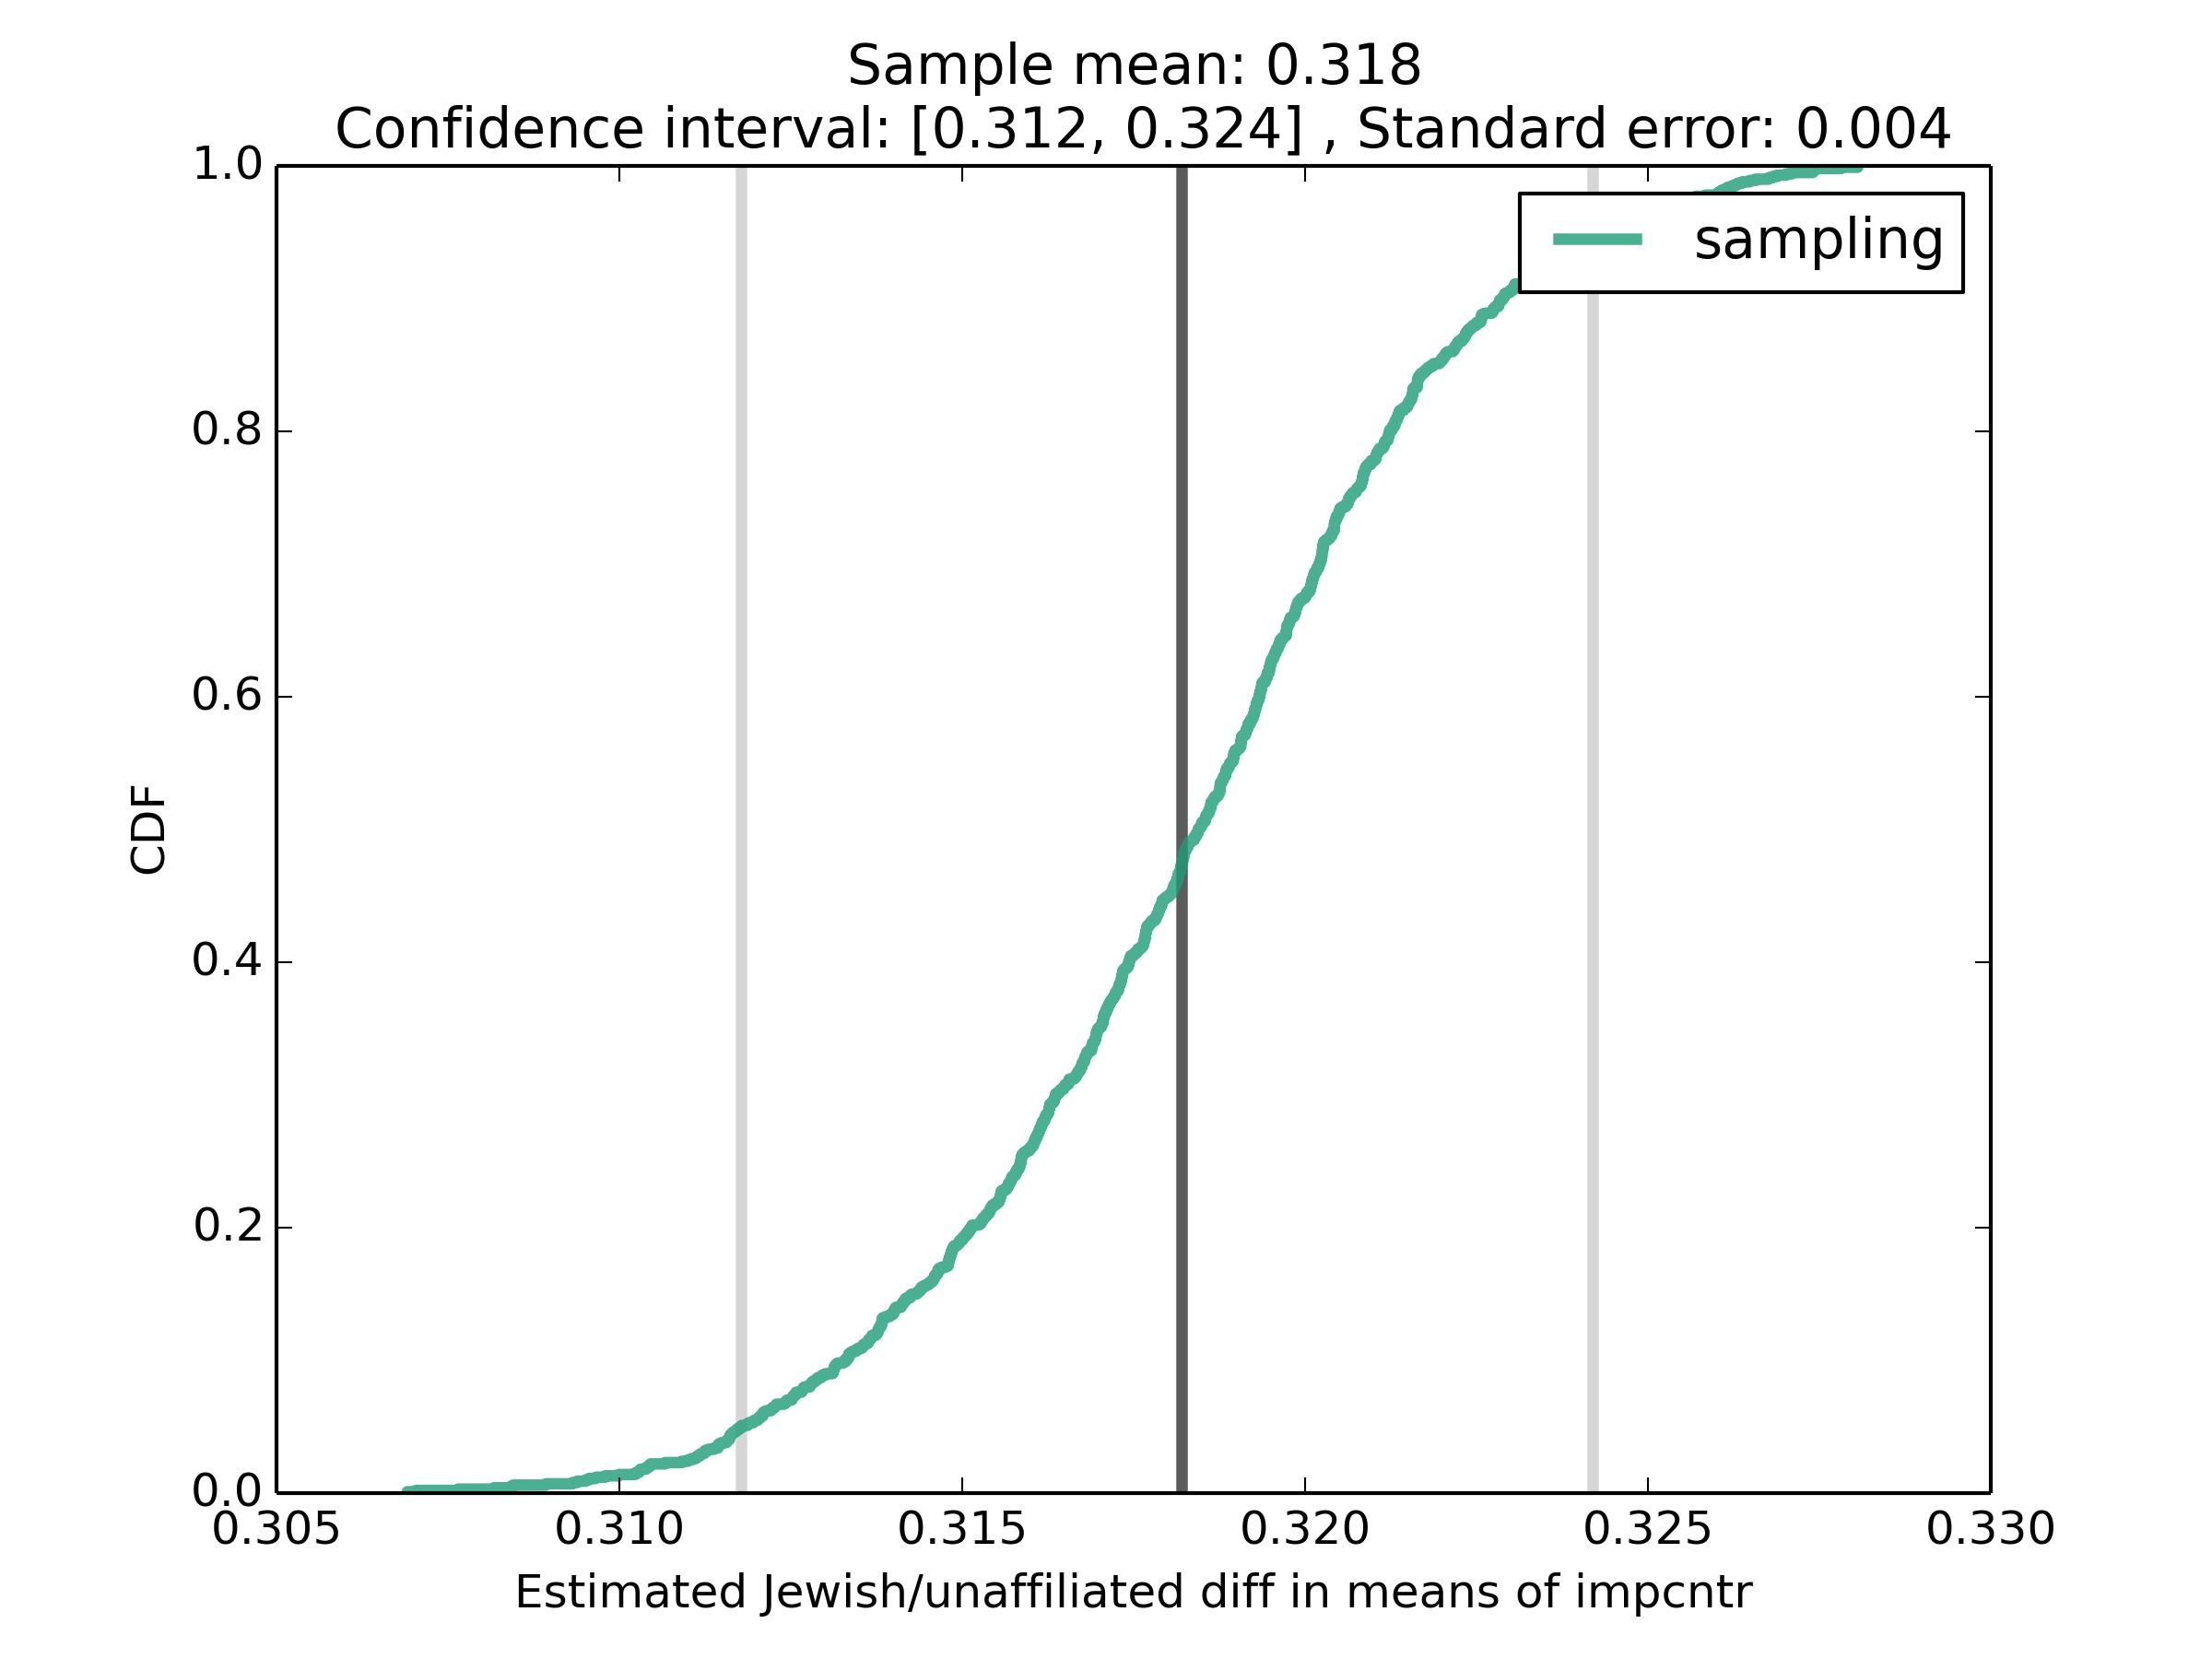 Sample mean: 0.318
Confidence interval: [0.312, 0.324] , Standard error: 0.004
1.0
sampling
0.8
0.6
CDF
0.4
0.2
0.0
0.305 0.310 0.315 0.320 0.325 0.330
Estimated Jewish/unaffiliated diff in means of impcntr